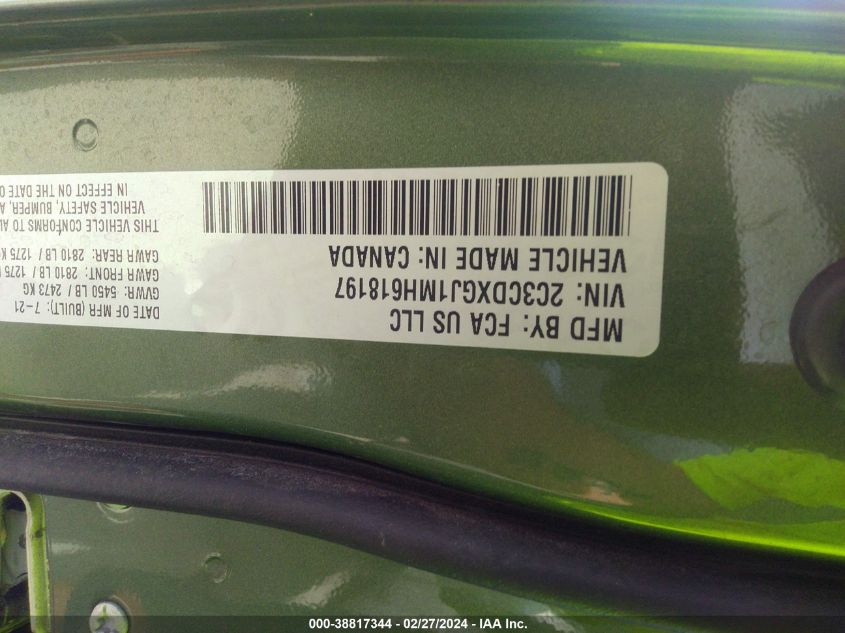 MFD BY: FCA US LLC
VIN: 2C3CDXGJ1MH618197
VEHICLE MADE IN: CANADA
DATE OF MFR (BUILT): 7-21
GVWR: 5450 LB / 2473 KG
GAWR FRONT: 2810 LB / 1275
GAWR REAR: 2810 LB / 1275 KG
THIS VEHICLE CONFORMS TO
VEHICLE SAFETY, BUMPER,
IN EFFECT ON THE DATE
000-38817344 - 02/27/2024 - IAA Inc.